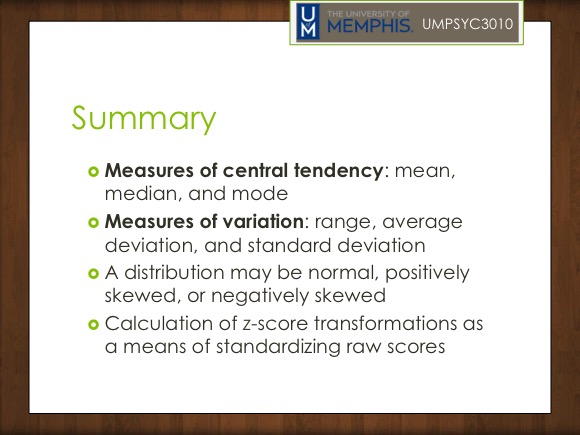 UM
THE UNIVERSITY OF
MEMPHIS.
UMPSYC3010
Summary
Measures of central tendency: mean,
median, and mode
Measures of variation: range, average
deviation, and standard deviation
A distribution may be normal, positively
skewed, or negatively skewed
Calculation of z-score transformations as
a means of standardizing raw scores